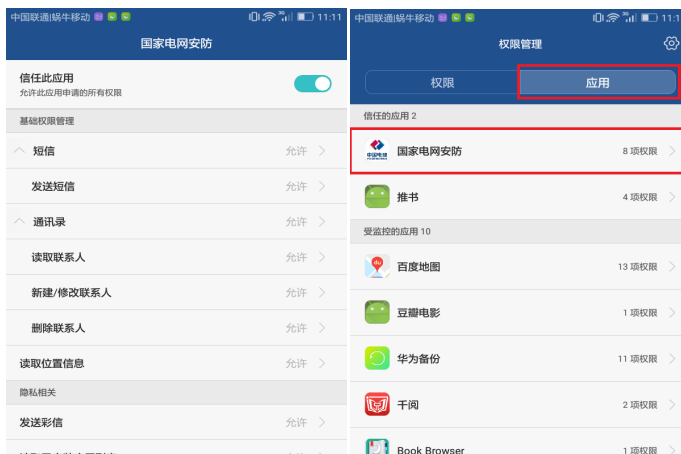 中国联通|蜗牛移动
11:11
国家电网安防
信任此应用
允许此应用申请的所有权限
基础权限管理
短信 允许
发送短信 允许
通讯录 允许
读取联系人 允许
新建/修改联系人 允许
删除联系人 允许
读取位置信息 允许
隐私相关
发送彩信 允许
中国联通|蜗牛移动
11:1
权限管理
权限 应用
信任的应用 2
国家电网安防 8 项权限
推书 4 项权限
受监控的应用 10
du
百度地图 13 项权限
豆瓣电影 1 项权限
华为备份 11 项权限
千阅 2 项权限
Book Browser 1 项权限